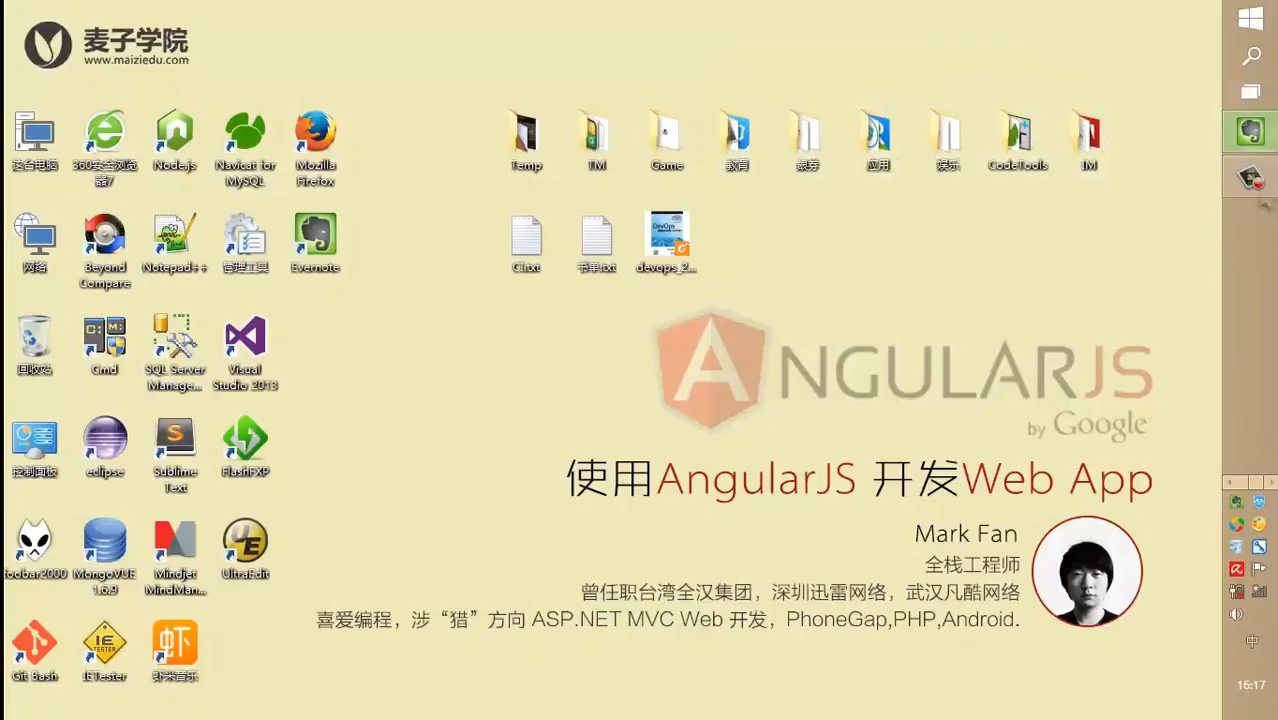 麦子学院
www.maiziedu.com
这台电脑
360安全浏览
器7
Node.js
Navicat for
MySQL
Mozilla
Firefox
Temp
TM
Game
教育
应用
娱乐
CodeTools
IM
网络
Beyond
Compare
Notepad++
管理工具
Evernote
CI.txt
书单.txt
devops_2...
DevOps
回收站
Cmd
SQL Server
Manage...
Visual
Studio 2013
ANGULARJS
by Google
控制面板
eclipse
Sublime
Text
FlashFXP
使用AngularJS 开发Web App
Mark Fan
全栈工程师
曾任职台湾全汉集团，深圳迅雷网络，武汉凡酷网络
喜爱编程，涉“猎”方向 ASP.NET MVC Web 开发，PhoneGap,PHP,Android.
foobar2000
MongoVUE
1.6.9
Mindjet
MindMan...
UltraEdit
Git Bash
IETester
虾米音乐
虾
中
16:17